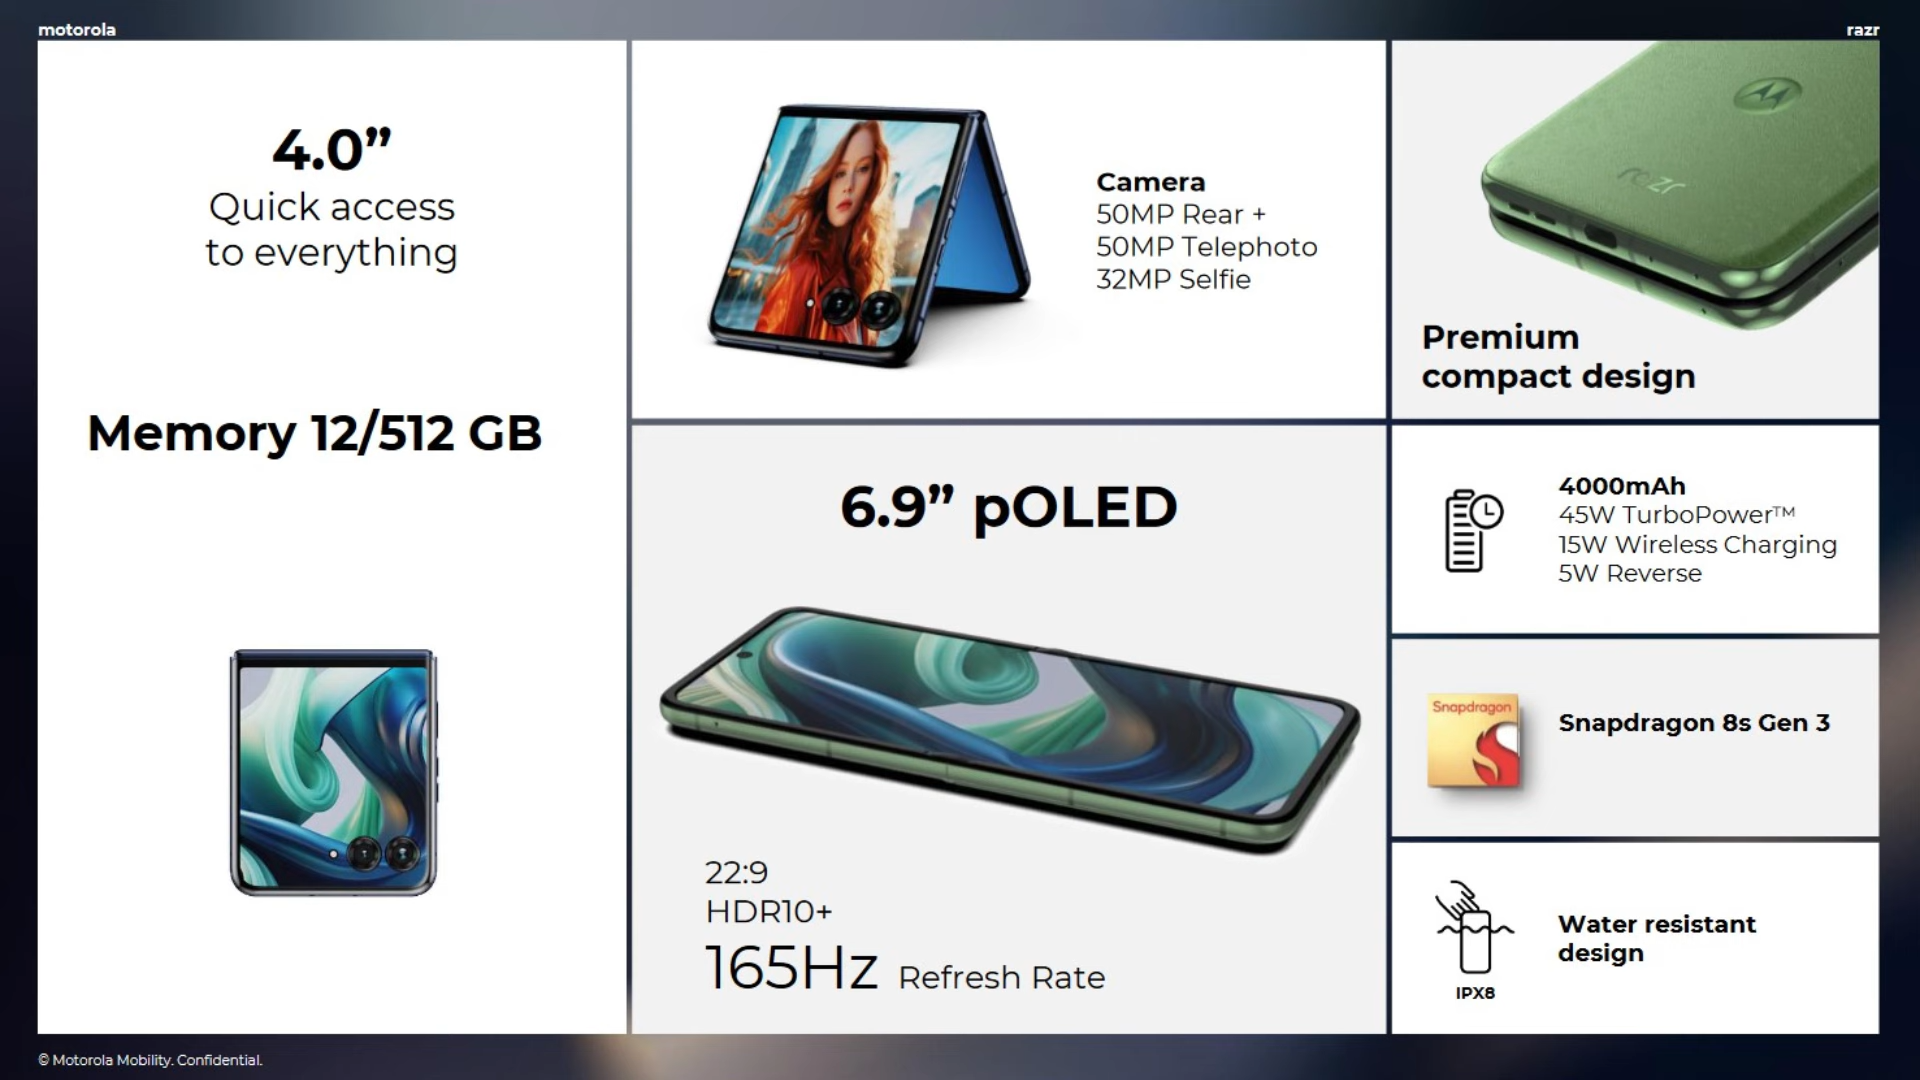 motorola
razr
4.0”
Quick access
to everything
Memory 12/512 GB
Camera
50MP Rear +
50MP Telephoto
32MP Selfie
razr
Premium
compact design
6.9” pOLED
22:9
HDR10+
165Hz Refresh Rate
4000mAh
45W TurboPower™
15W Wireless Charging
5W Reverse
Snapdragon
Snapdragon 8s Gen 3
Water resistant
design
IPX8
© Motorola Mobility. Confidential.